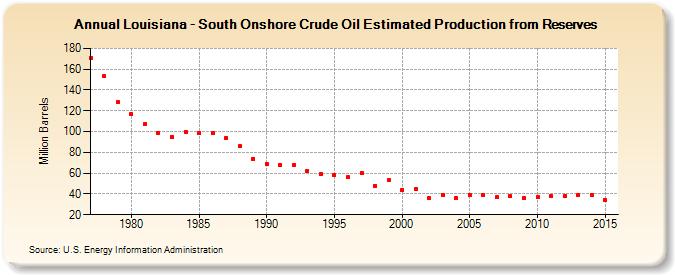 Annual Louisiana - South Onshore Crude Oil Estimated Production from Reserves
Million Barrels
180
160
140
120
100
80
60
40
20
1980 1985 1990 1995 2000 2005 2010 2015
Source: U.S. Energy Information Administration